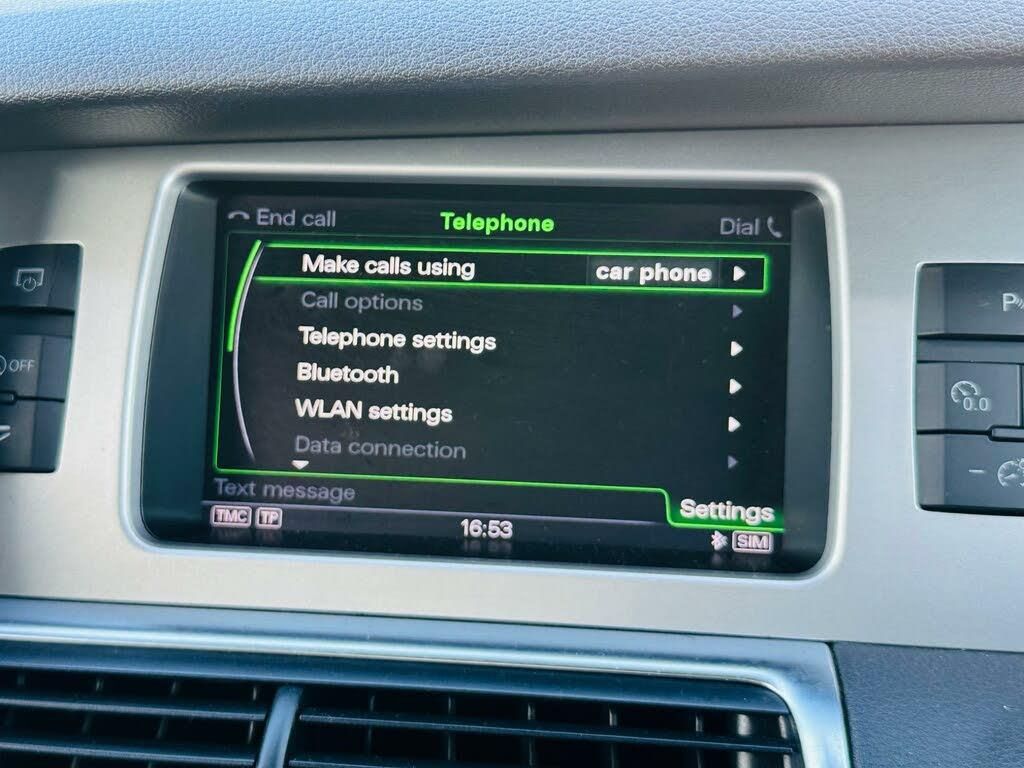 End call Telephone Dial
Make calls using car phone
Call options
Telephone settings
Bluetooth
WLAN settings
Data connection
Text message Settings
TMC TP 16:53 SIM
OFF
P
0.0